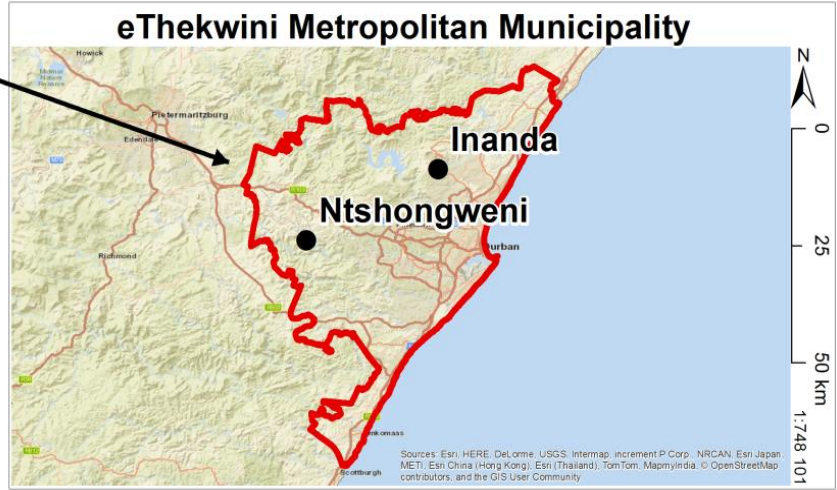 eThekwini Metropolitan Municipality
Howick
Pietermaritzburg
Edendale
Inanda
Ntshongweni
Richmond
Durban
Scottburgh
N
0
25
50 km
1:748 101
Sources: Esri, HERE, DeLorme, USGS, Intermap, increment P Corp., NRCAN, Esri Japan,
METI, Esri China (Hong Kong), Esri (Thailand), TomTom, MapmyIndia, © OpenStreetMap
contributors, and the GIS User Community